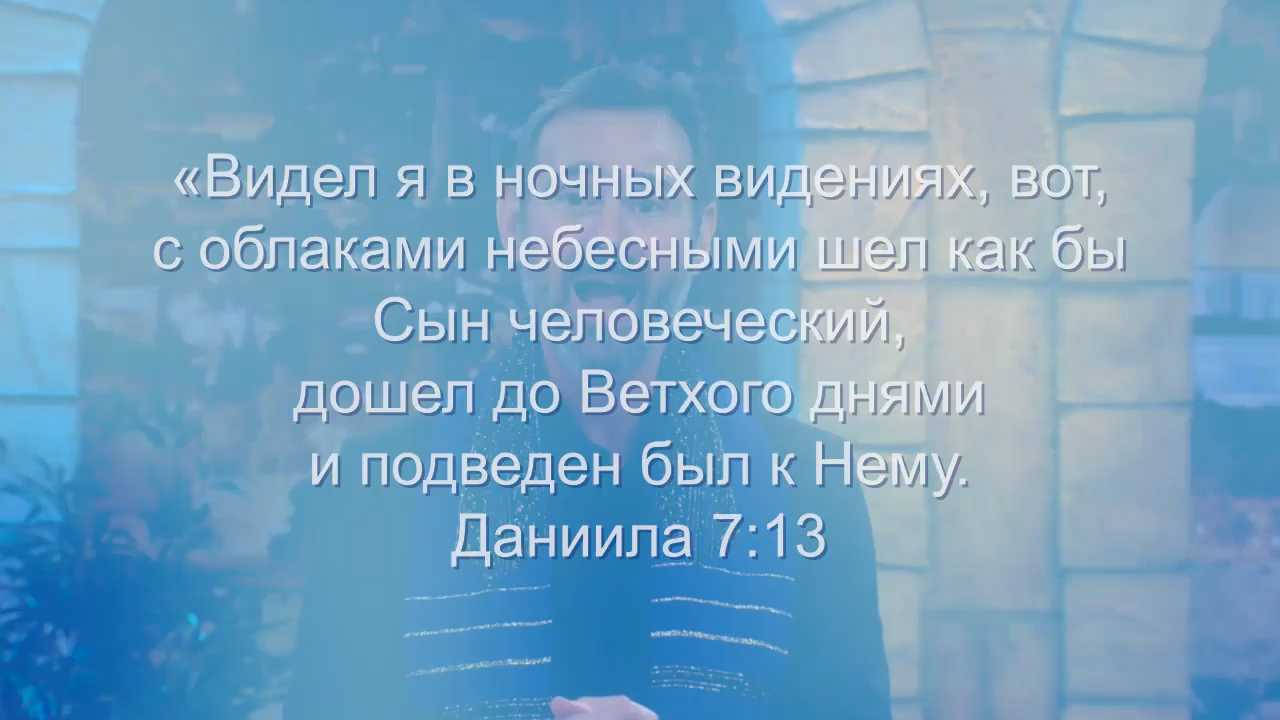 «Видел я в ночных видениях, вот,
с облаками небесными шел как бы
Сын человеческий,
дошел до Ветхого днями
и подведен был к Нему.
Даниила 7:13